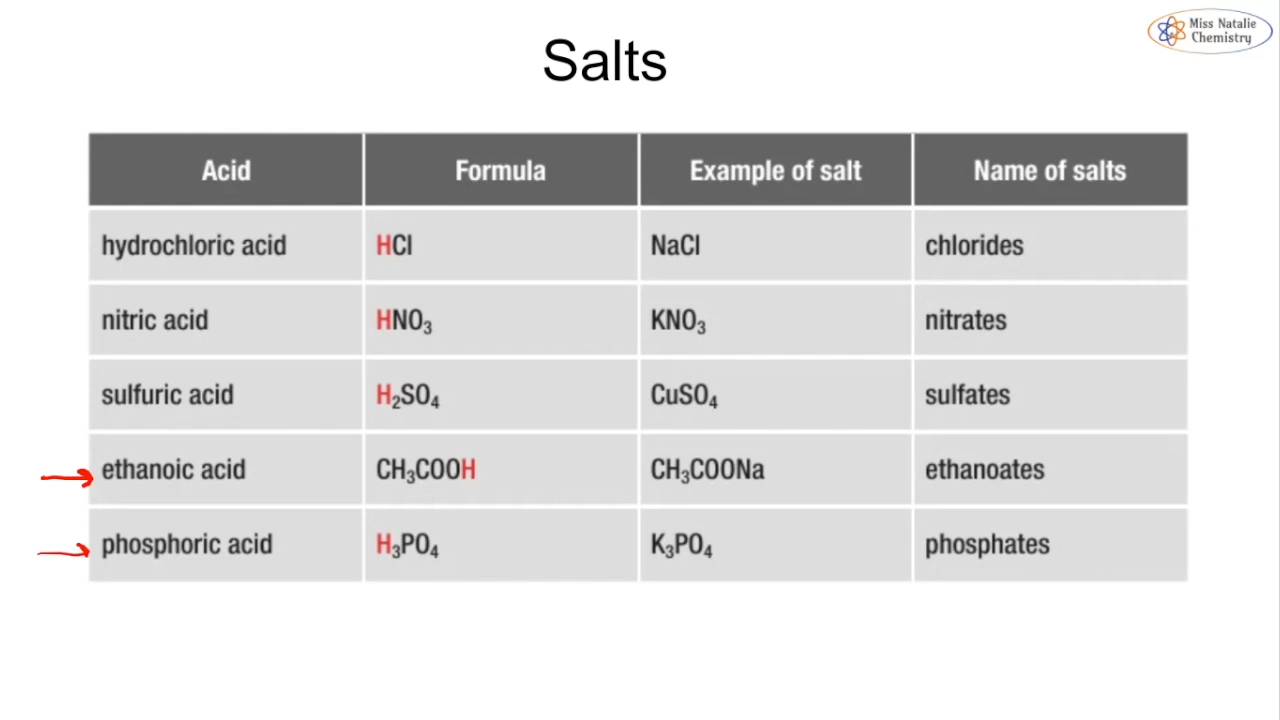 Miss Natalie
Chemistry
Salts
Acid Formula Example of salt Name of salts
hydrochloric acid HCl NaCl chlorides
nitric acid HNO₃ KNO₃ nitrates
sulfuric acid H₂SO₄ CuSO₄ sulfates
ethanoic acid CH₃COOH CH₃COONa ethanoates
phosphoric acid H₃PO₄ K₃PO₄ phosphates